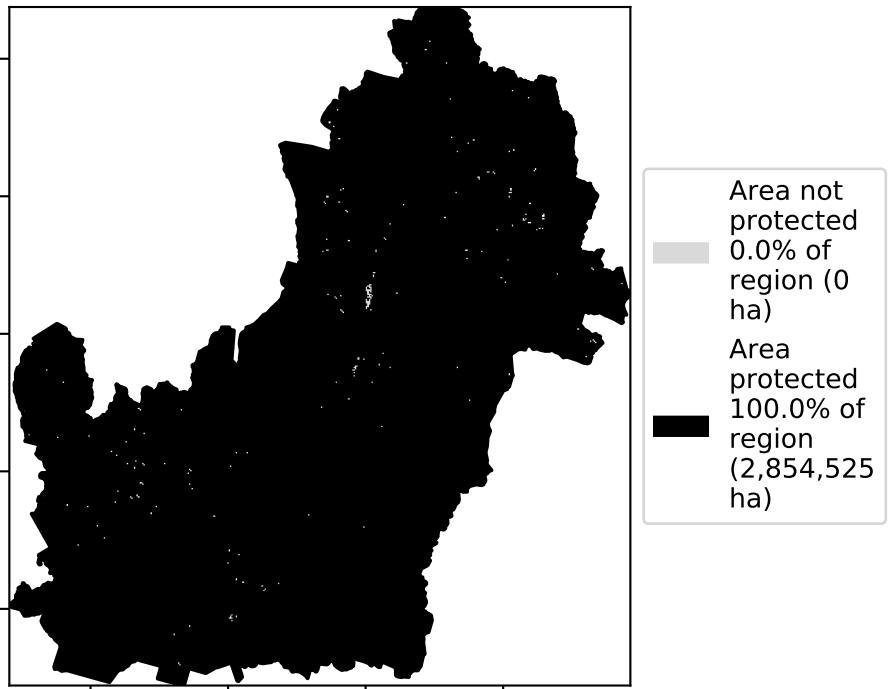 Area not
protected
0.0% of
region (0
ha)
Area
protected
100.0% of
region
(2,854,525
ha)